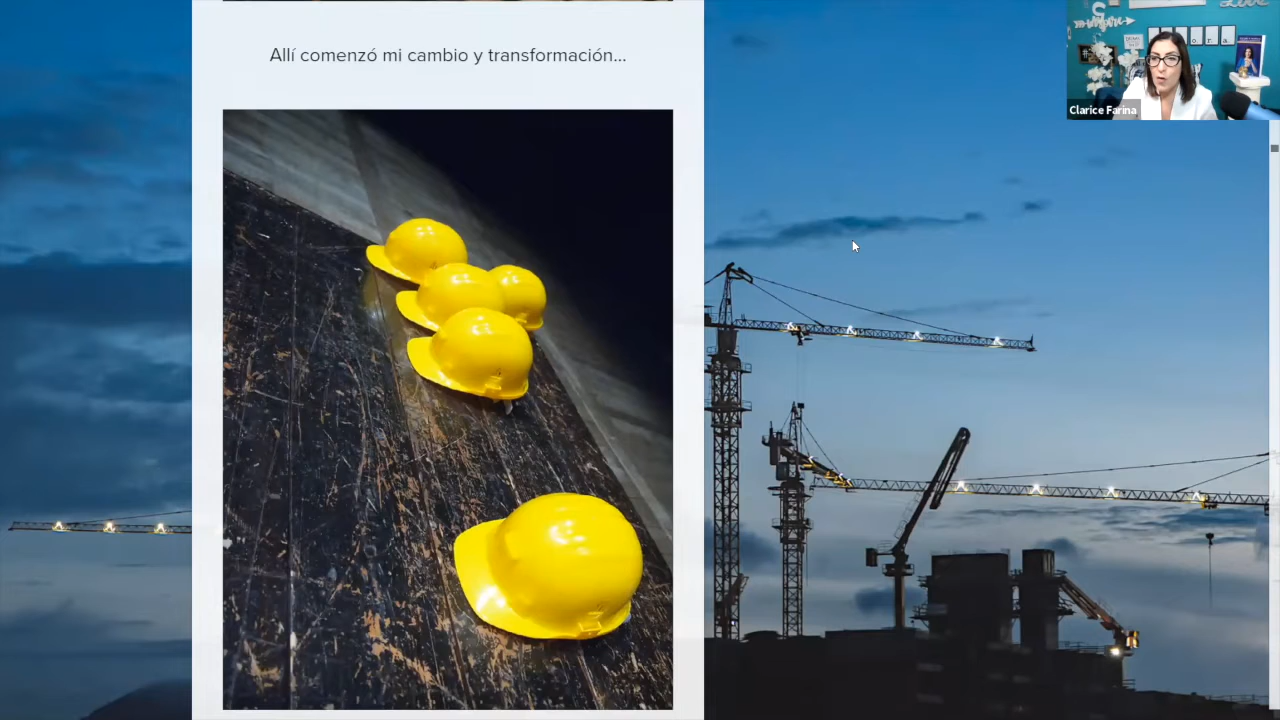 Allí comenzó mi cambio y transformación...
Clarice Farina